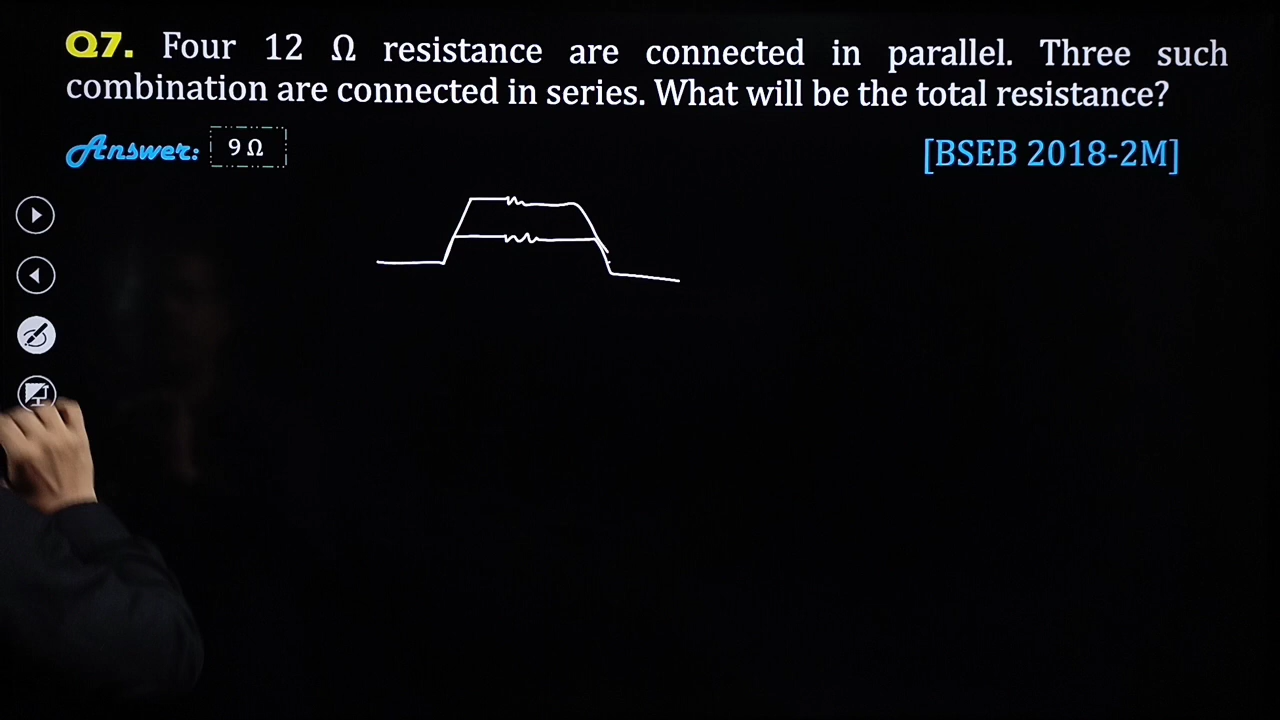 Q7. Four 12 Ω resistance are connected in parallel. Three such
combination are connected in series. What will be the total resistance?
Answer: 9 Ω
[BSEB 2018-2M]